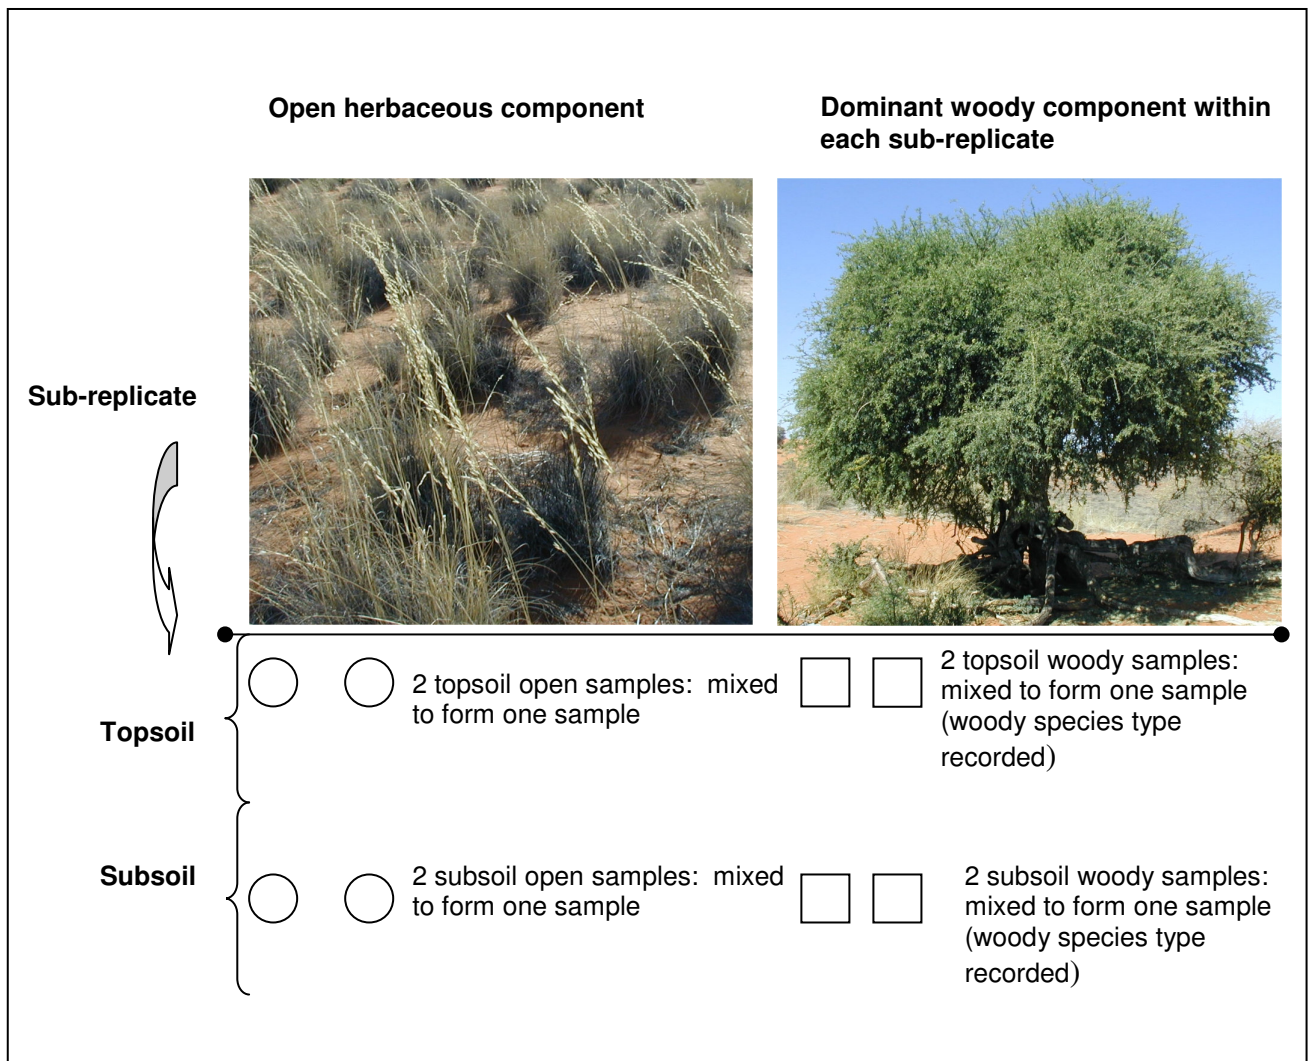 Open herbaceous component
Dominant woody component within
each sub-replicate
Sub-replicate
2 topsoil open samples:  mixed
to form one sample
2 topsoil woody samples:
mixed to form one sample
(woody species type
recorded)
Topsoil
Subsoil
2 subsoil open samples:  mixed
to form one sample
2 subsoil woody samples:
mixed to form one sample
(woody species type
recorded)